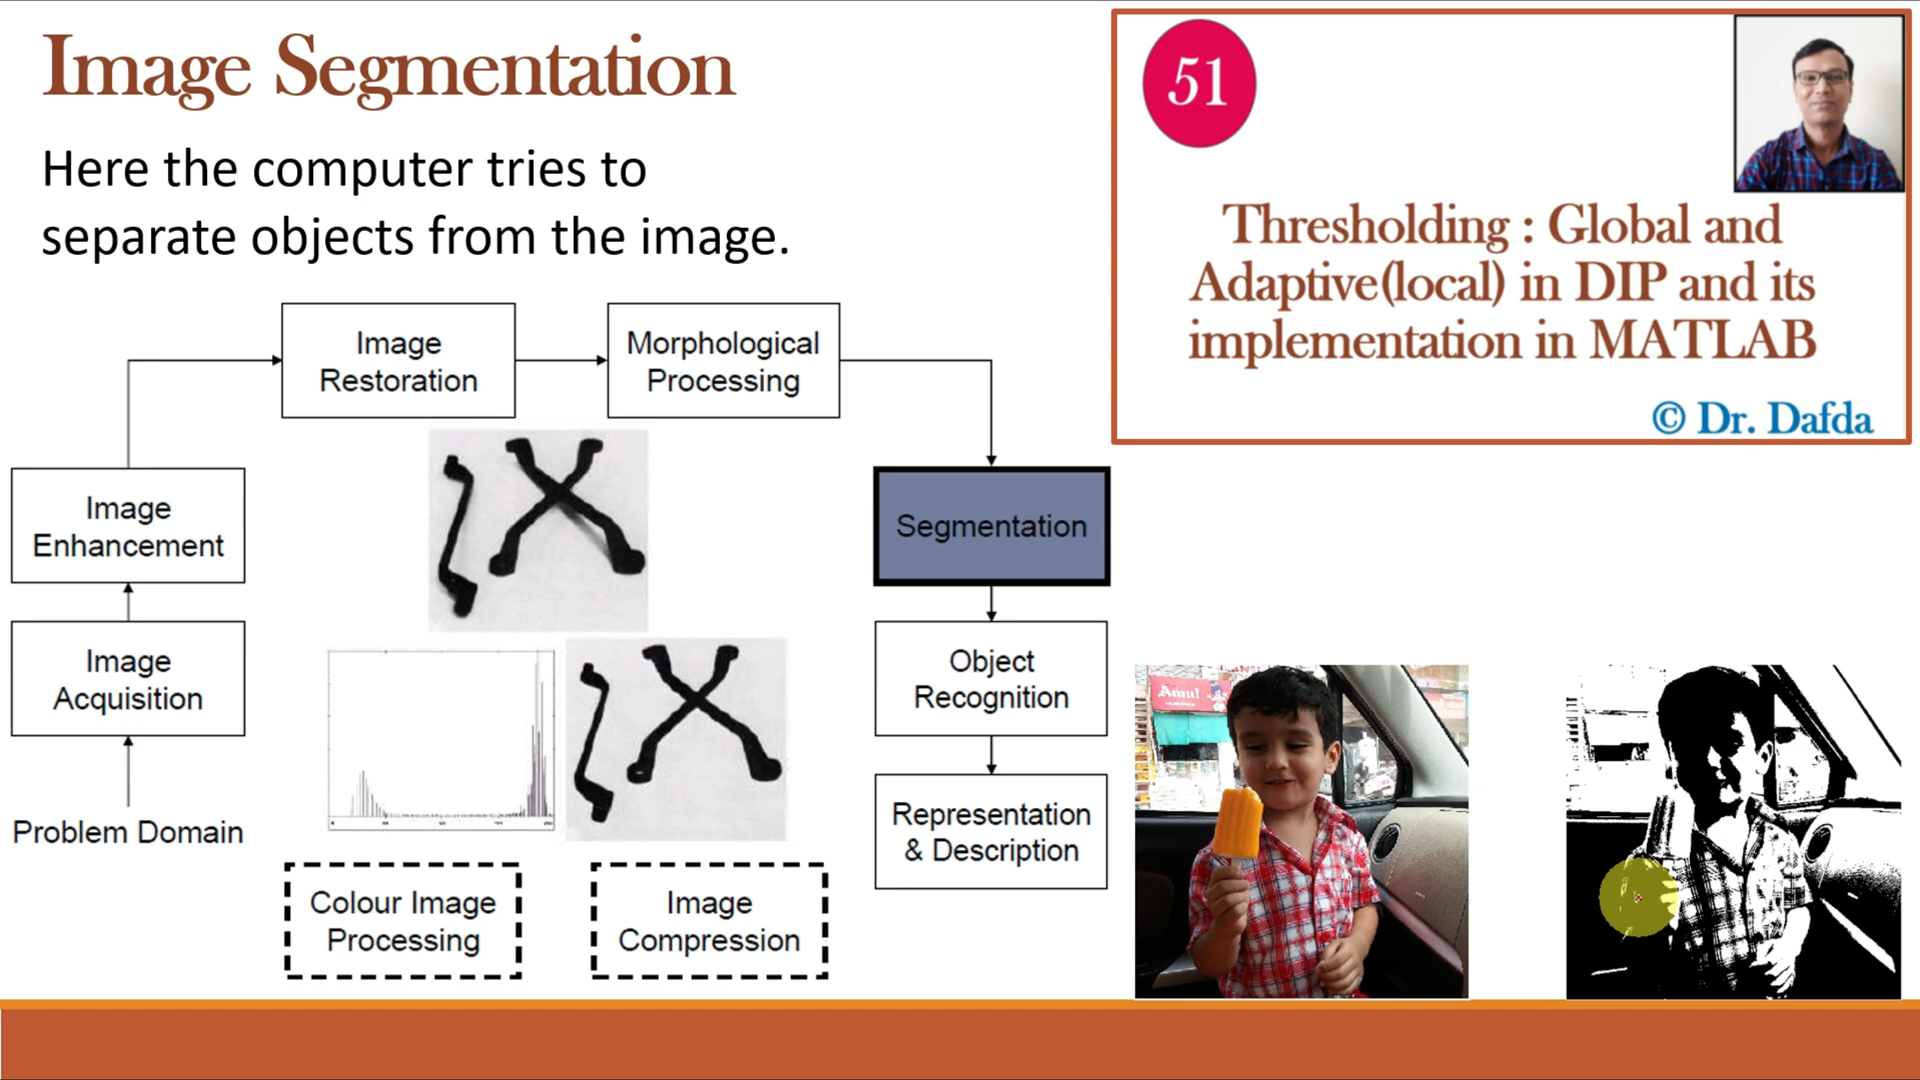 Image Segmentation
Here the computer tries to
separate objects from the image.
51
Thresholding : Global and
Adaptive(local) in DIP and its
implementation in MATLAB
© Dr. Dafda
Image
Restoration
Morphological
Processing
Image
Enhancement
Segmentation
Image
Acquisition
Object
Recognition
Problem Domain
Representation
& Description
Colour Image
Processing
Image
Compression
Amul